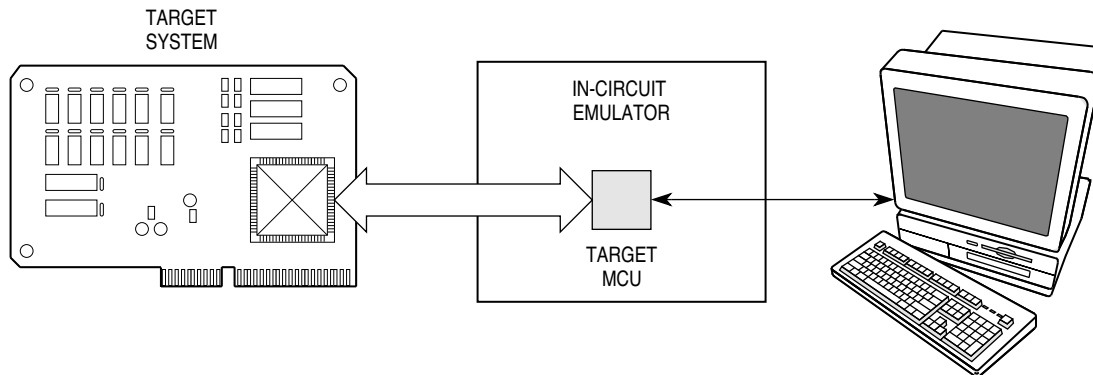 TARGET
SYSTEM
IN-CIRCUIT
EMULATOR
TARGET
MCU